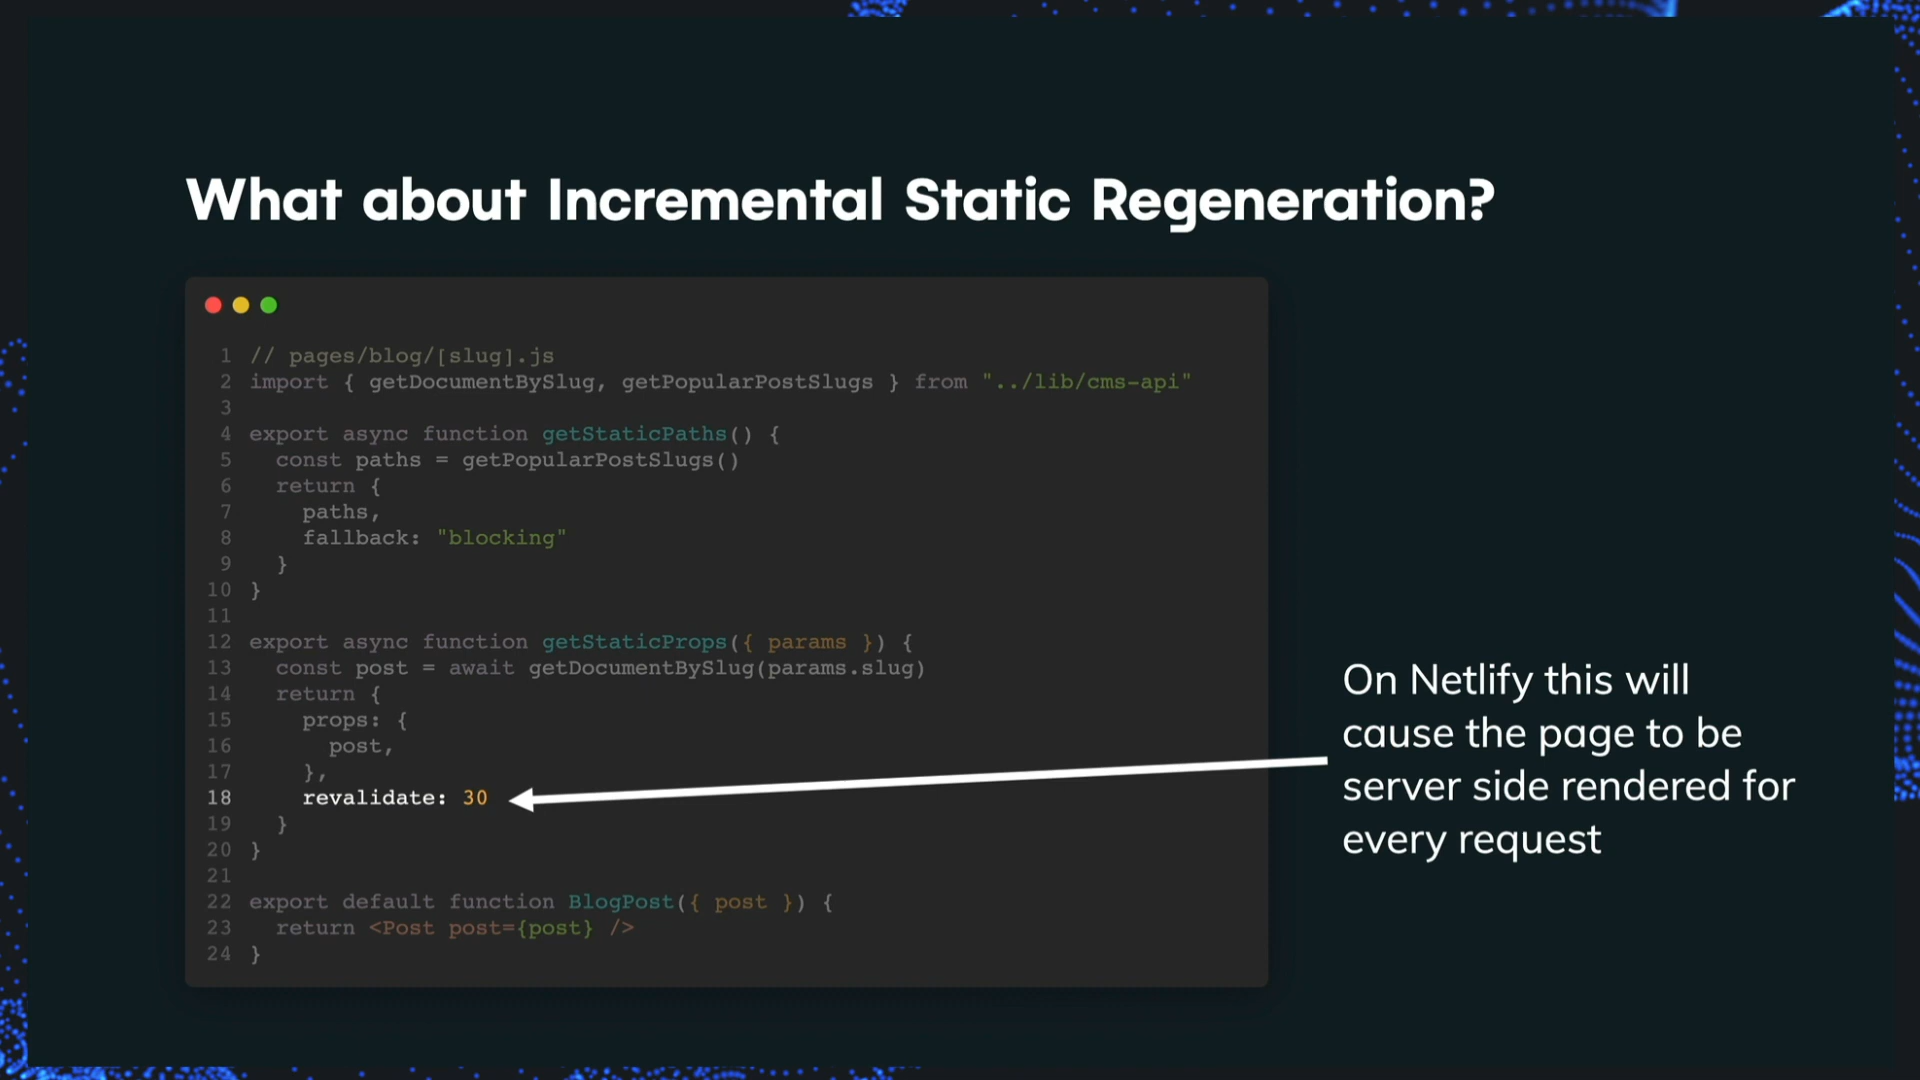 What about Incremental Static Regeneration?
1 // pages/blog/[slug].js
2 import { getDocumentBySlug, getPopularPostSlugs } from "../lib/cms-api"
3
4 export async function getStaticPaths() {
5   const paths = getPopularPostSlugs()
6   return {
7     paths,
8     fallback: "blocking"
9   }
10 }
11
12 export async function getStaticProps({ params }) {
13   const post = await getDocumentBySlug(params.slug)
14   return {
15     props: {
16       post,
17     },
18     revalidate: 30
19   }
20 }
21
22 export default function BlogPost({ post }) {
23   return <Post post={post} />
24 }
On Netlify this will
cause the page to be
server side rendered for
every request